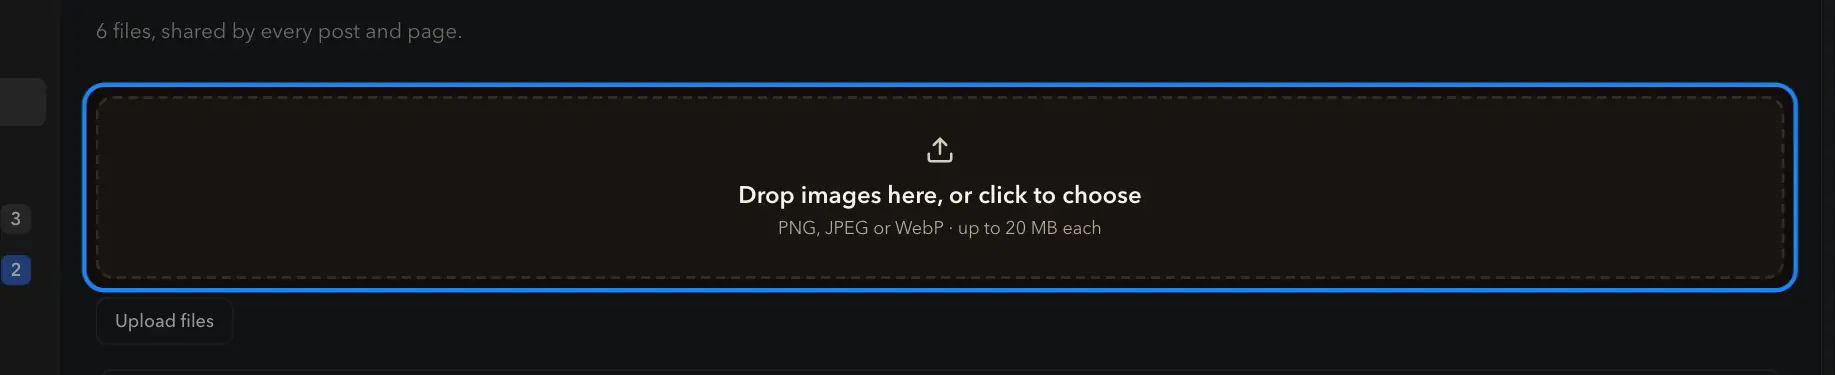 6 files, shared by every post and page.
Drop images here, or click to choose
PNG, JPEG or WebP · up to 20 MB each
3
2
Upload files